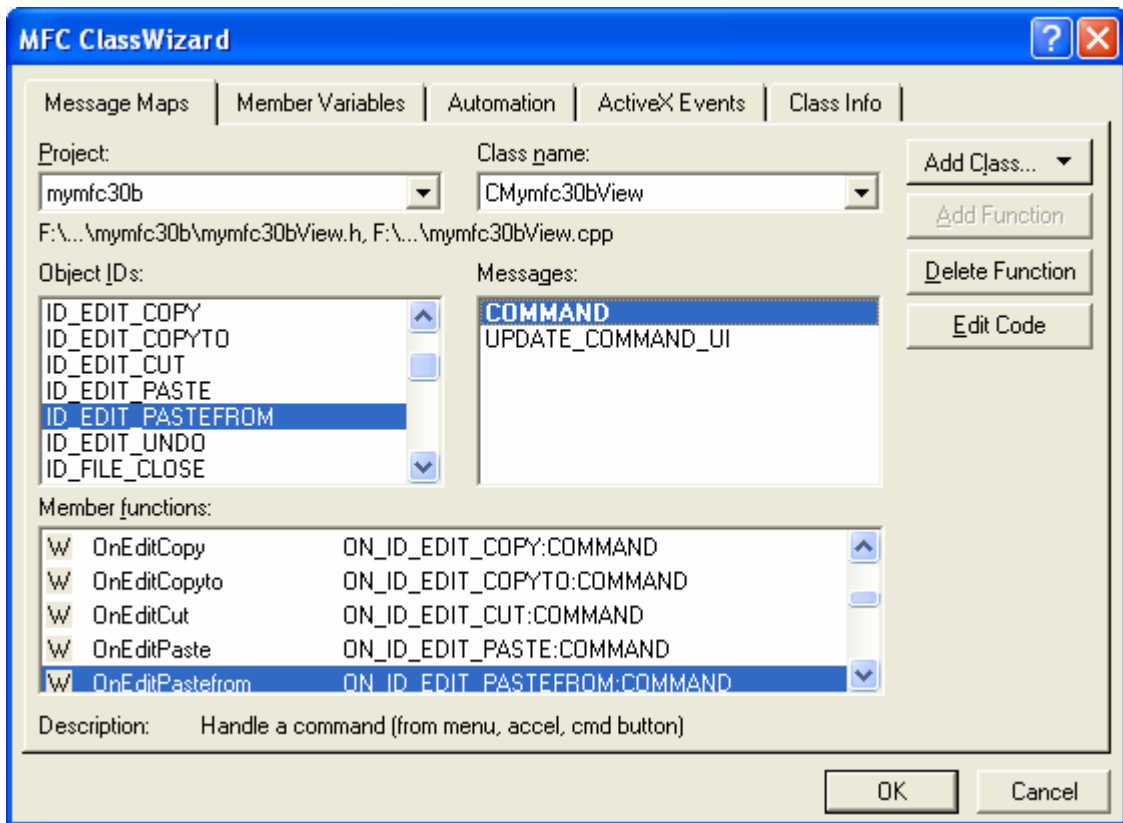 MFC ClassWizard
Message Maps Member Variables Automation ActiveX Events Class Info
Project: Class name:
mymfc30b CMymfc30bView
F:\...\mymfc30b\mymfc30bView.h, F:\...\mymfc30bView.cpp
Add Class...
Add Function
Delete Function
Edit Code
Object IDs:
ID_EDIT_COPY
ID_EDIT_COPYTO
ID_EDIT_CUT
ID_EDIT_PASTE
ID_EDIT_PASTEFROM
ID_EDIT_UNDO
ID_FILE_CLOSE
Messages:
COMMAND
UPDATE_COMMAND_UI
Member functions:
W OnEditCopy ON_ID_EDIT_COPY:COMMAND
W OnEditCopyto ON_ID_EDIT_COPYTO:COMMAND
W OnEditCut ON_ID_EDIT_CUT:COMMAND
W OnEditPaste ON_ID_EDIT_PASTE:COMMAND
W OnEditPastefrom ON_ID_EDIT_PASTEFROM:COMMAND
Description: Handle a command (from menu, accel, cmd button)
OK Cancel